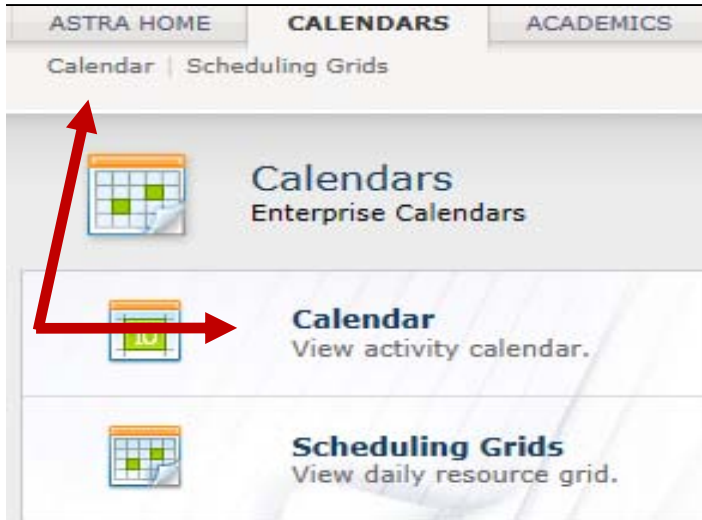 ASTRA HOME CALENDARS ACADEMICS
Calendar | Scheduling Grids
Calendars
Enterprise Calendars
10
Calendar
View activity calendar.
Scheduling Grids
View daily resource grid.